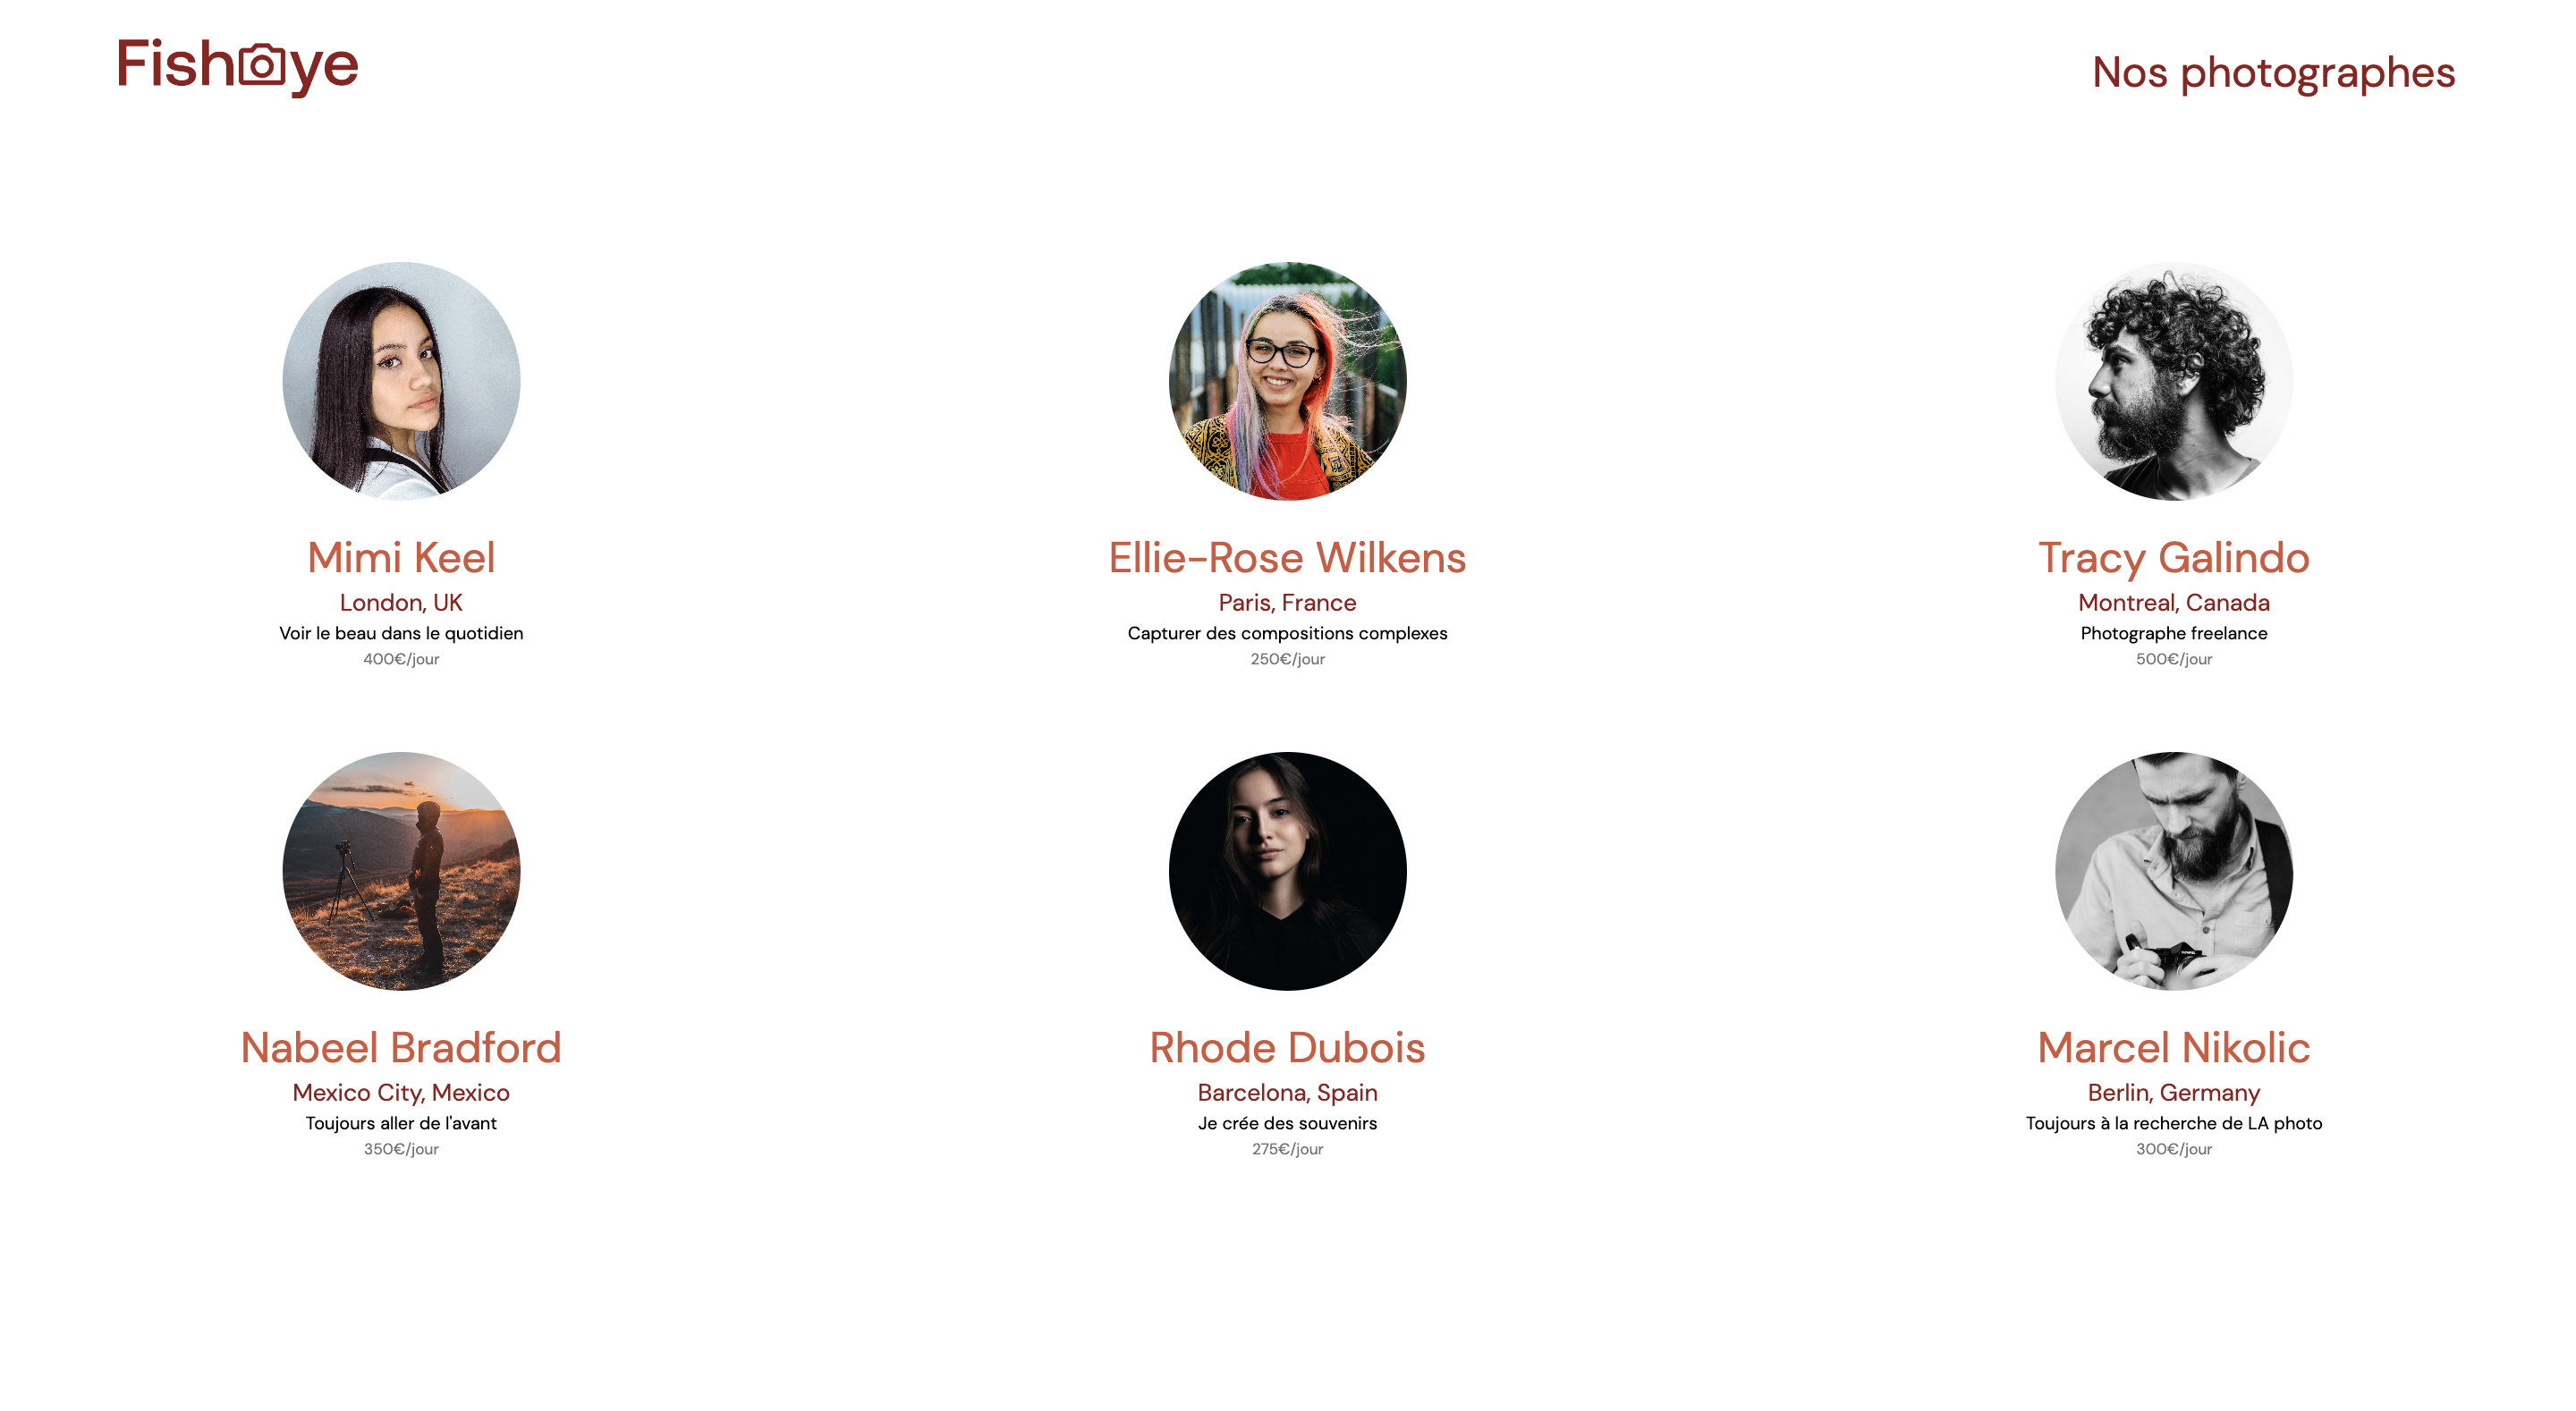 Fisheye
Nos photographes
Mimi Keel
London, UK
Voir le beau dans le quotidien
400€/jour
Ellie-Rose Wilkens
Paris, France
Capturer des compositions complexes
250€/jour
Tracy Galindo
Montreal, Canada
Photographe freelance
500€/jour
Nabeel Bradford
Mexico City, Mexico
Toujours aller de l'avant
350€/jour
Rhode Dubois
Barcelona, Spain
Je crée des souvenirs
275€/jour
Marcel Nikolic
Berlin, Germany
Toujours à la recherche de LA photo
300€/jour